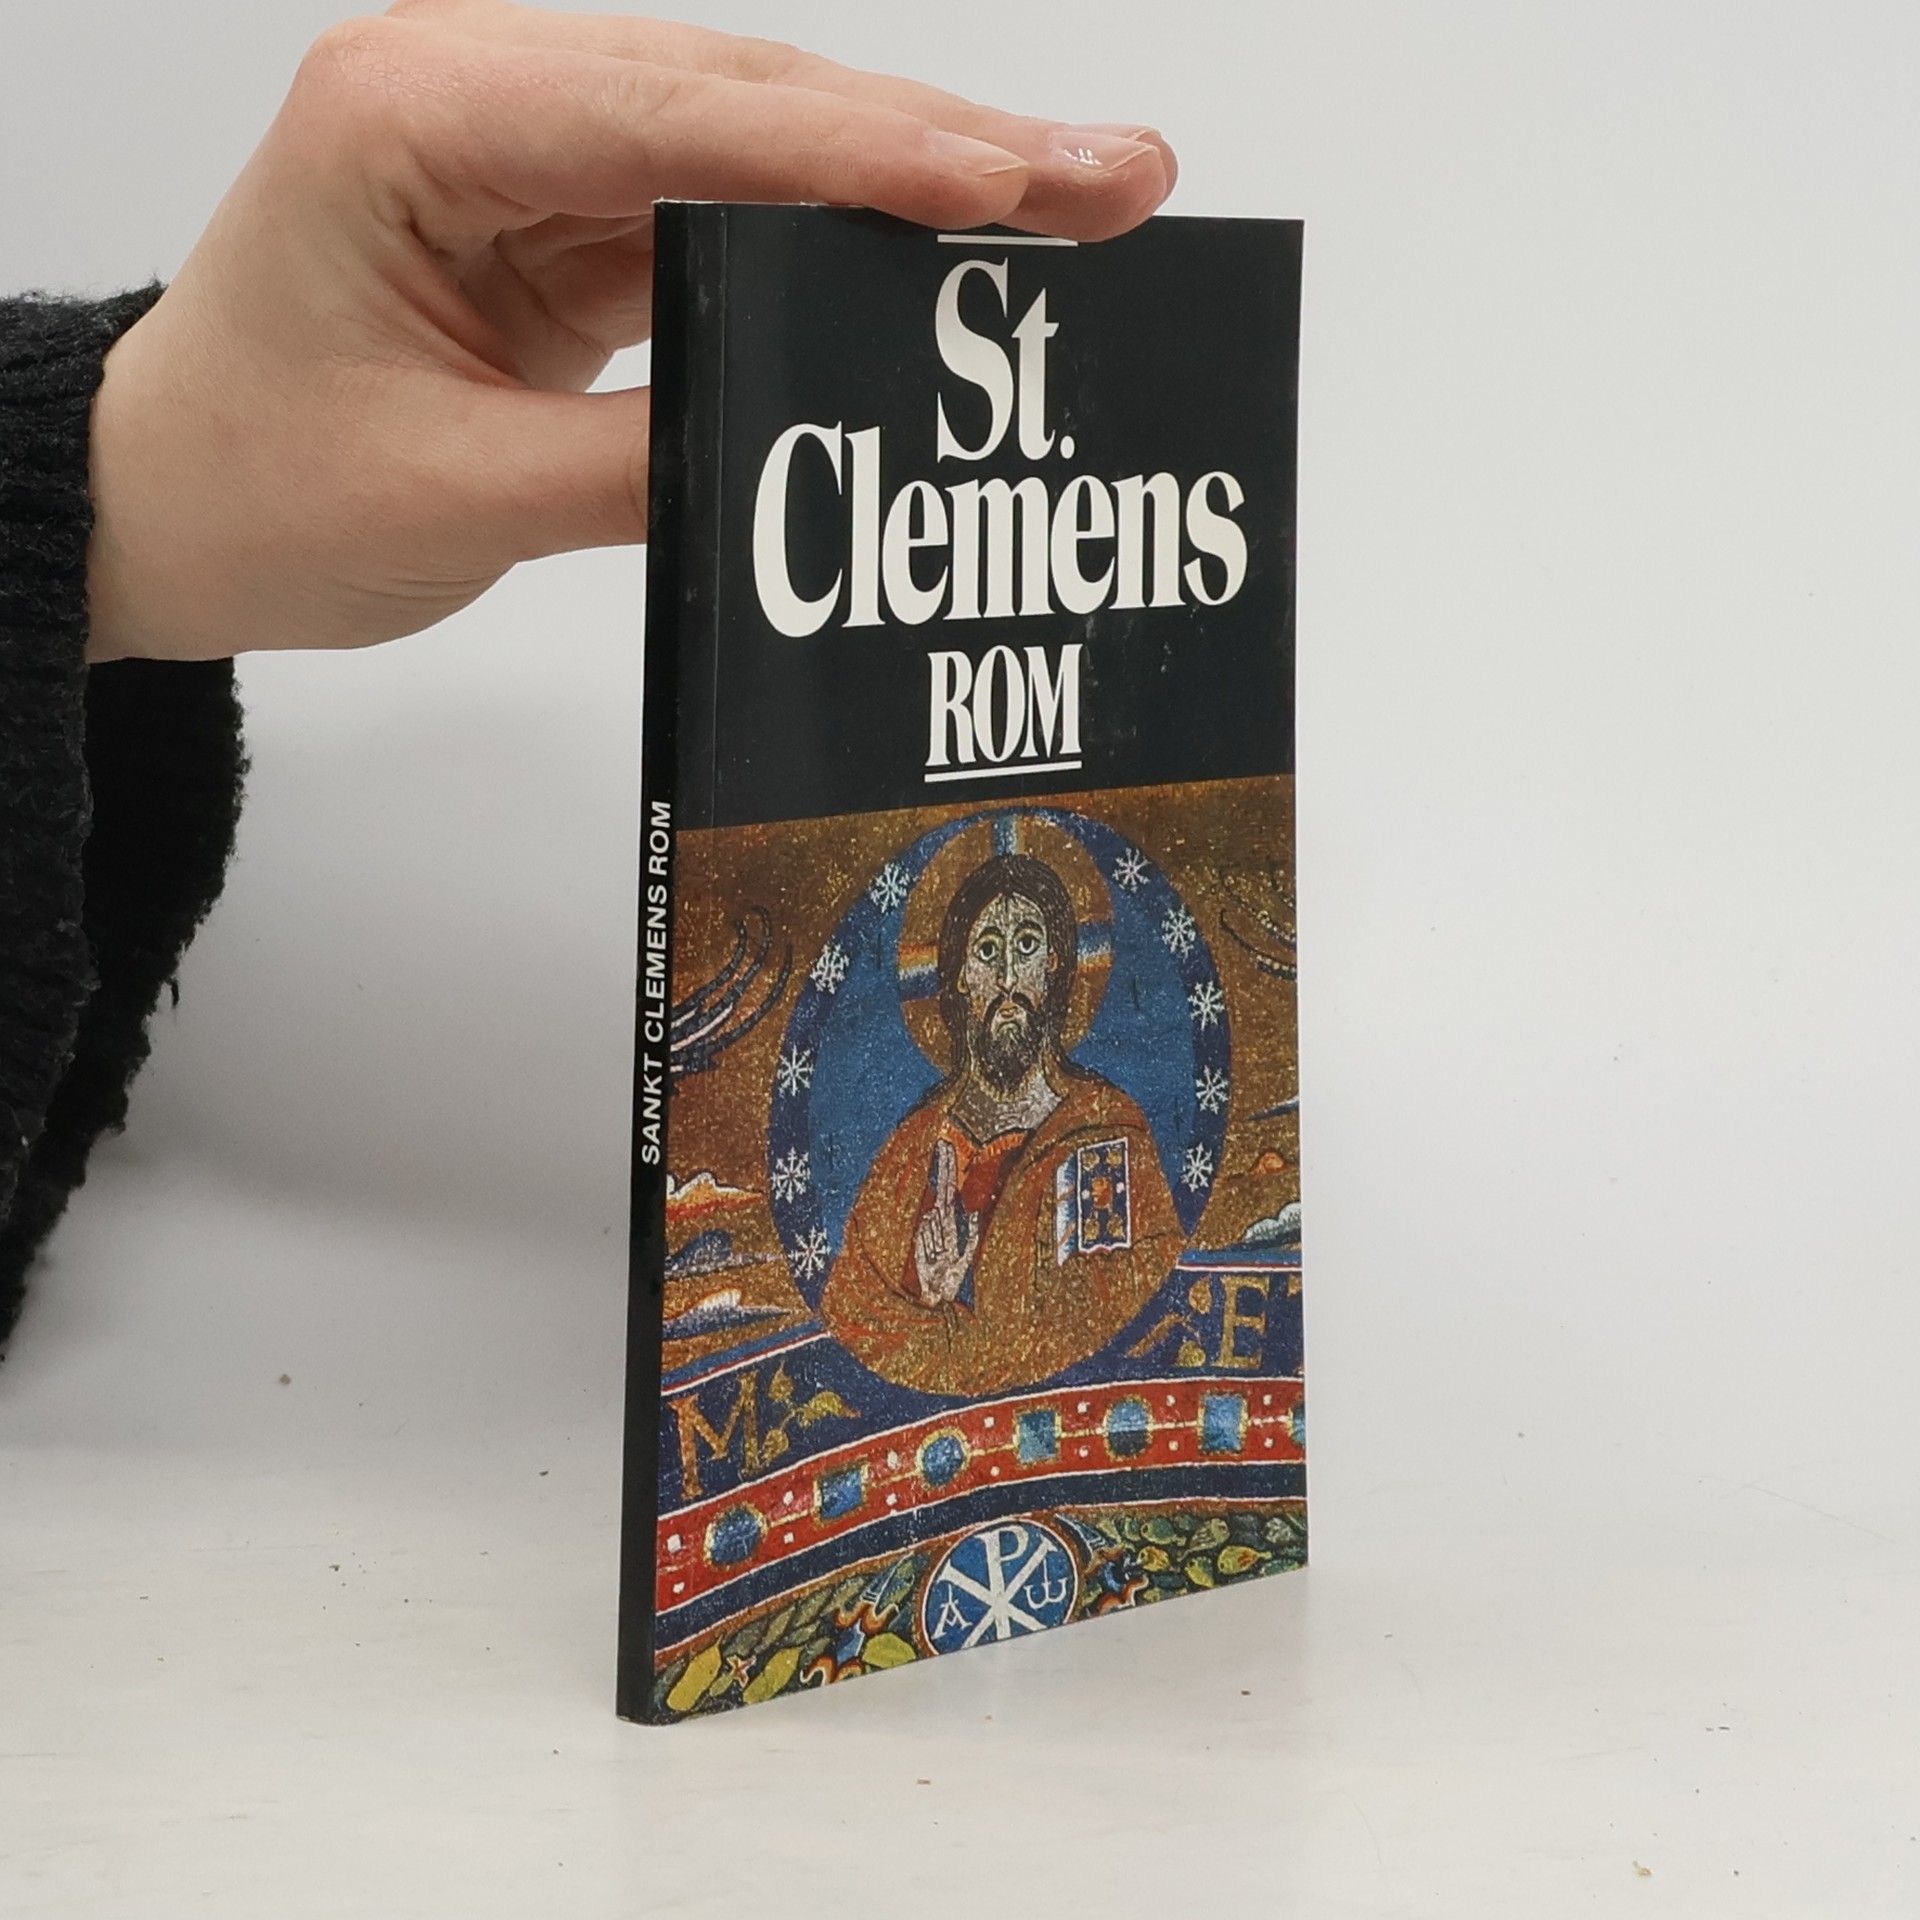 St.
Clemens
ROM
SANKT CLEMENS ROM
M
E
P
A ω